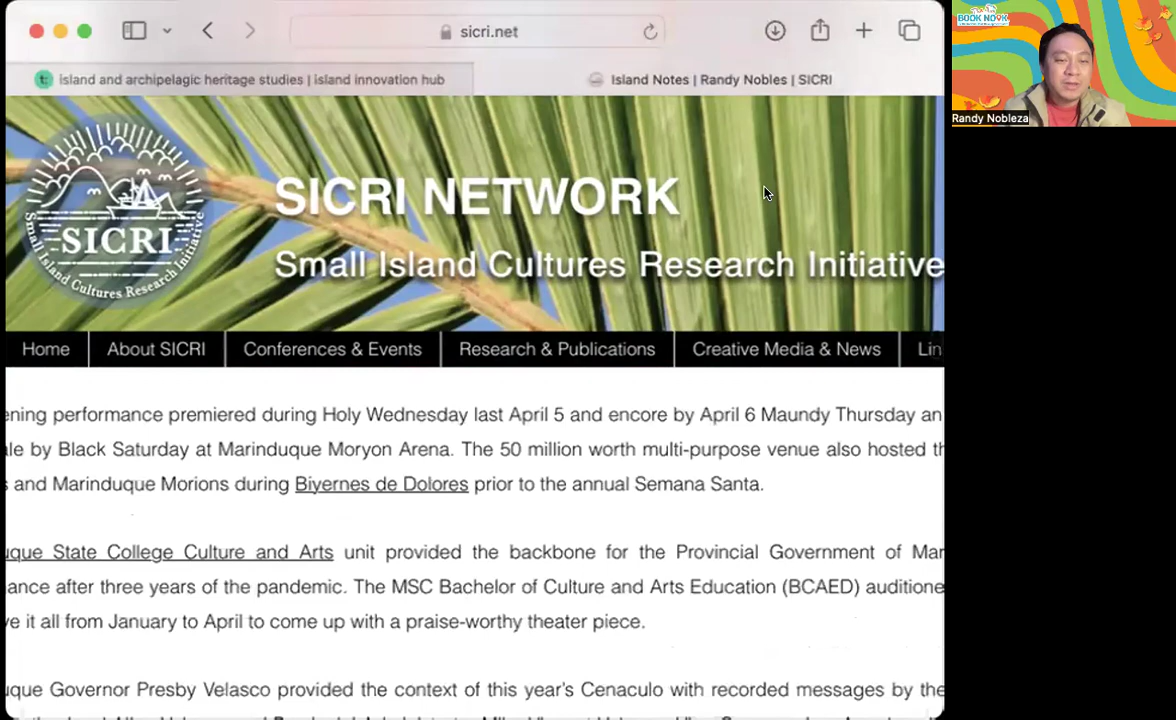 sicri.net
island and archipelagic heritage studies | island innovation hub
Island Notes | Randy Nobles | SICRI
BOOK NOOK
Randy Nobleza
SICRI
Small Island Cultures Research Initiative
SICRI NETWORK
Small Island Cultures Research Initiative
Home
About SICRI
Conferences & Events
Research & Publications
Creative Media & News
Lin
ening performance premiered during Holy Wednesday last April 5 and encore by April 6 Maundy Thursday an
le by Black Saturday at Marinduque Moryon Arena. The 50 million worth multi-purpose venue also hosted th
s and Marinduque Morions during Biyernes de Dolores prior to the annual Semana Santa.
uque State College Culture and Arts unit provided the backbone for the Provincial Government of Mar
ance after three years of the pandemic. The MSC Bachelor of Culture and Arts Education (BCAED) auditione
ve it all from January to April to come up with a praise-worthy theater piece.
uque Governor Presby Velasco provided the context of this year's Cenaculo with recorded messages by the